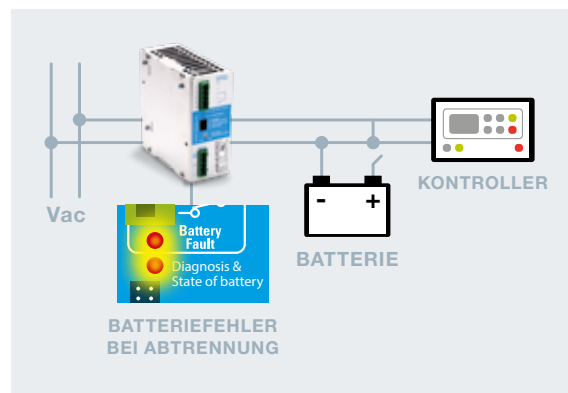 Vac
KONTROLLER
-
+
BATTERIE
Battery
Fault
Diagnosis &
State of battery
BATTERIEFEHLER
BEI ABTRENNUNG